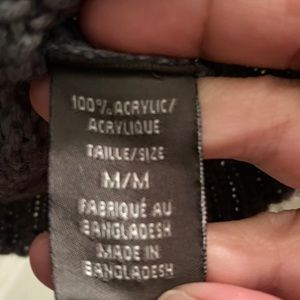 100% ACRYLIC/
ACRYLIQUE
TAILLE/SIZE
M/M
FABRIQUÉ AU
BANGLADESH
MADE IN
BANGLADESH